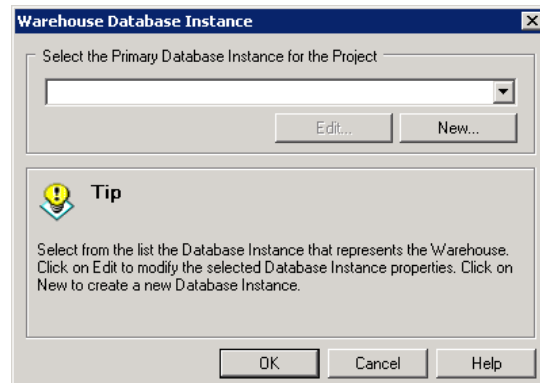 Warehouse Database Instance
Select the Primary Database Instance for the Project
Edit...
New...
Tip
Select from the list the Database Instance that represents the Warehouse.
Click on Edit to modify the selected Database Instance properties. Click on
New to create a new Database Instance.
OK
Cancel
Help